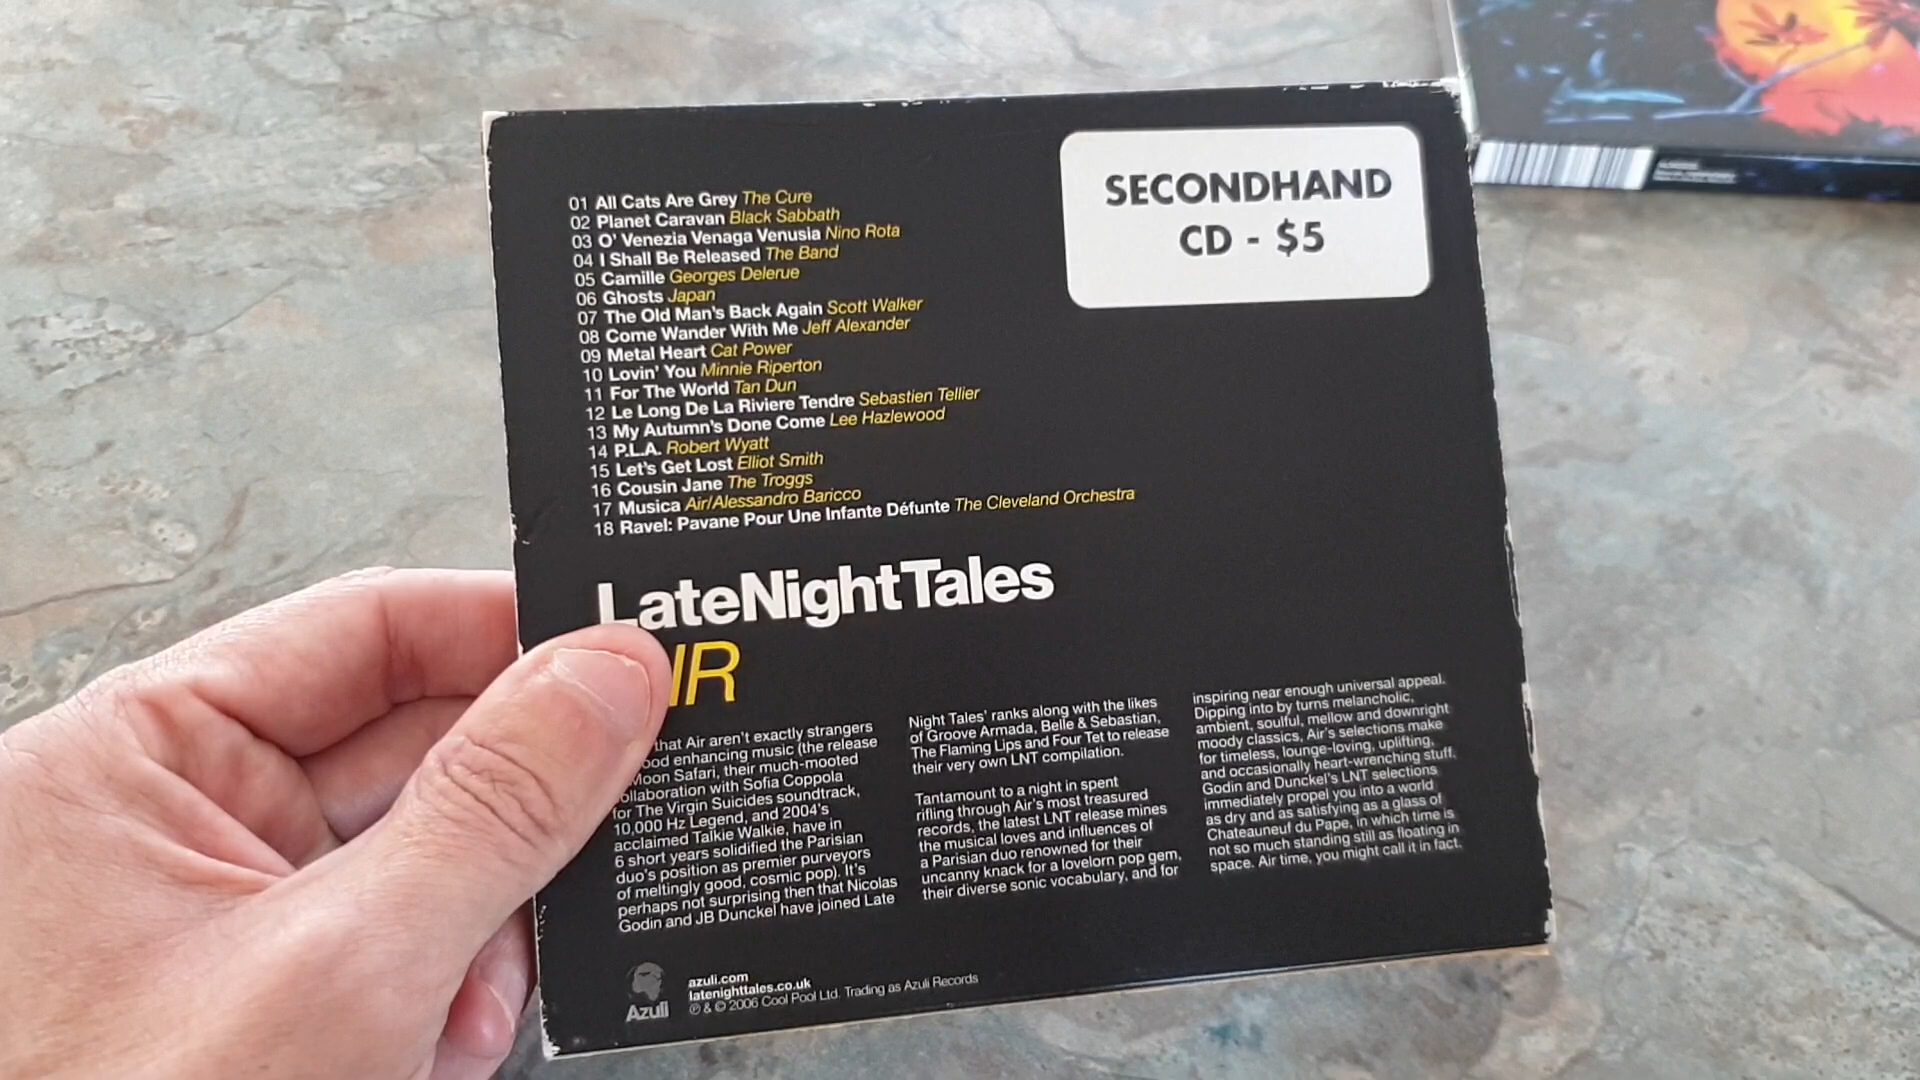 SECONDHAND
CD - $5
01 All Cats Are Grey The Cure
02 Planet Caravan Black Sabbath
03 O' Venezia Venaga Venusia Nino Rota
04 I Shall Be Released The Band
05 Camille Georges Delerue
06 Ghosts Japan
07 The Old Man's Back Again Scott Walker
08 Come Wander With Me Jeff Alexander
09 Metal Heart Cat Power
10 Lovin' You Minnie Riperton
11 For The World Tan Dun
12 Le Long De La Riviere Tendre Sebastien Tellier
13 My Autumn's Done Come Lee Hazlewood
14 P.L.A. Robert Wyatt
15 Let's Get Lost Elliot Smith
16 Cousin Jane The Troggs
17 Musica Air/Alessandro Baricco
18 Ravel: Pavane Pour Une Infante Défunte The Cleveland Orchestra
LateNightTales
IR
that Air aren't exactly strangers
ood enhancing music (the release
Moon Safari, their much-mooted
ollaboration with Sofia Coppola
for The Virgin Suicides soundtrack,
10,000 Hz Legend, and 2004's
acclaimed Talkie Walkie, have in
6 short years solidified the Parisian
duo's position as premier purveyors
of meltingly good, cosmic pop). It's
perhaps not surprising then that Nicolas
Godin and JB Dunckel have joined Late
Night Tales' ranks along with the likes
of Groove Armada, Belle & Sebastian,
The Flaming Lips and Four Tet to release
their very own LNT compilation.
Tantamount to a night in spent
rifling through Air's most treasured
records, the latest LNT release mines
the musical loves and influences of
a Parisian duo renowned for their
uncanny knack for a lovelorn pop gem,
their diverse sonic vocabulary, and for
inspiring near enough universal appeal.
Dipping into by turns melancholic,
ambient, soulful, mellow and downright
moody classics, Air's selections make
for timeless, lounge-loving, uplifting,
and occasionally heart-wrenching stuff.
Godin and Dunckel's LNT selections
immediately propel you into a world
as dry and as satisfying as a glass of
Chateauneuf du Pape, in which time is
not so much standing still as floating in
space. Air time, you might call it in fact.
Azuli
azuli.com
latenighttales.co.uk
℗ & © 2006 Cool Pool Ltd. Trading as Azuli Records